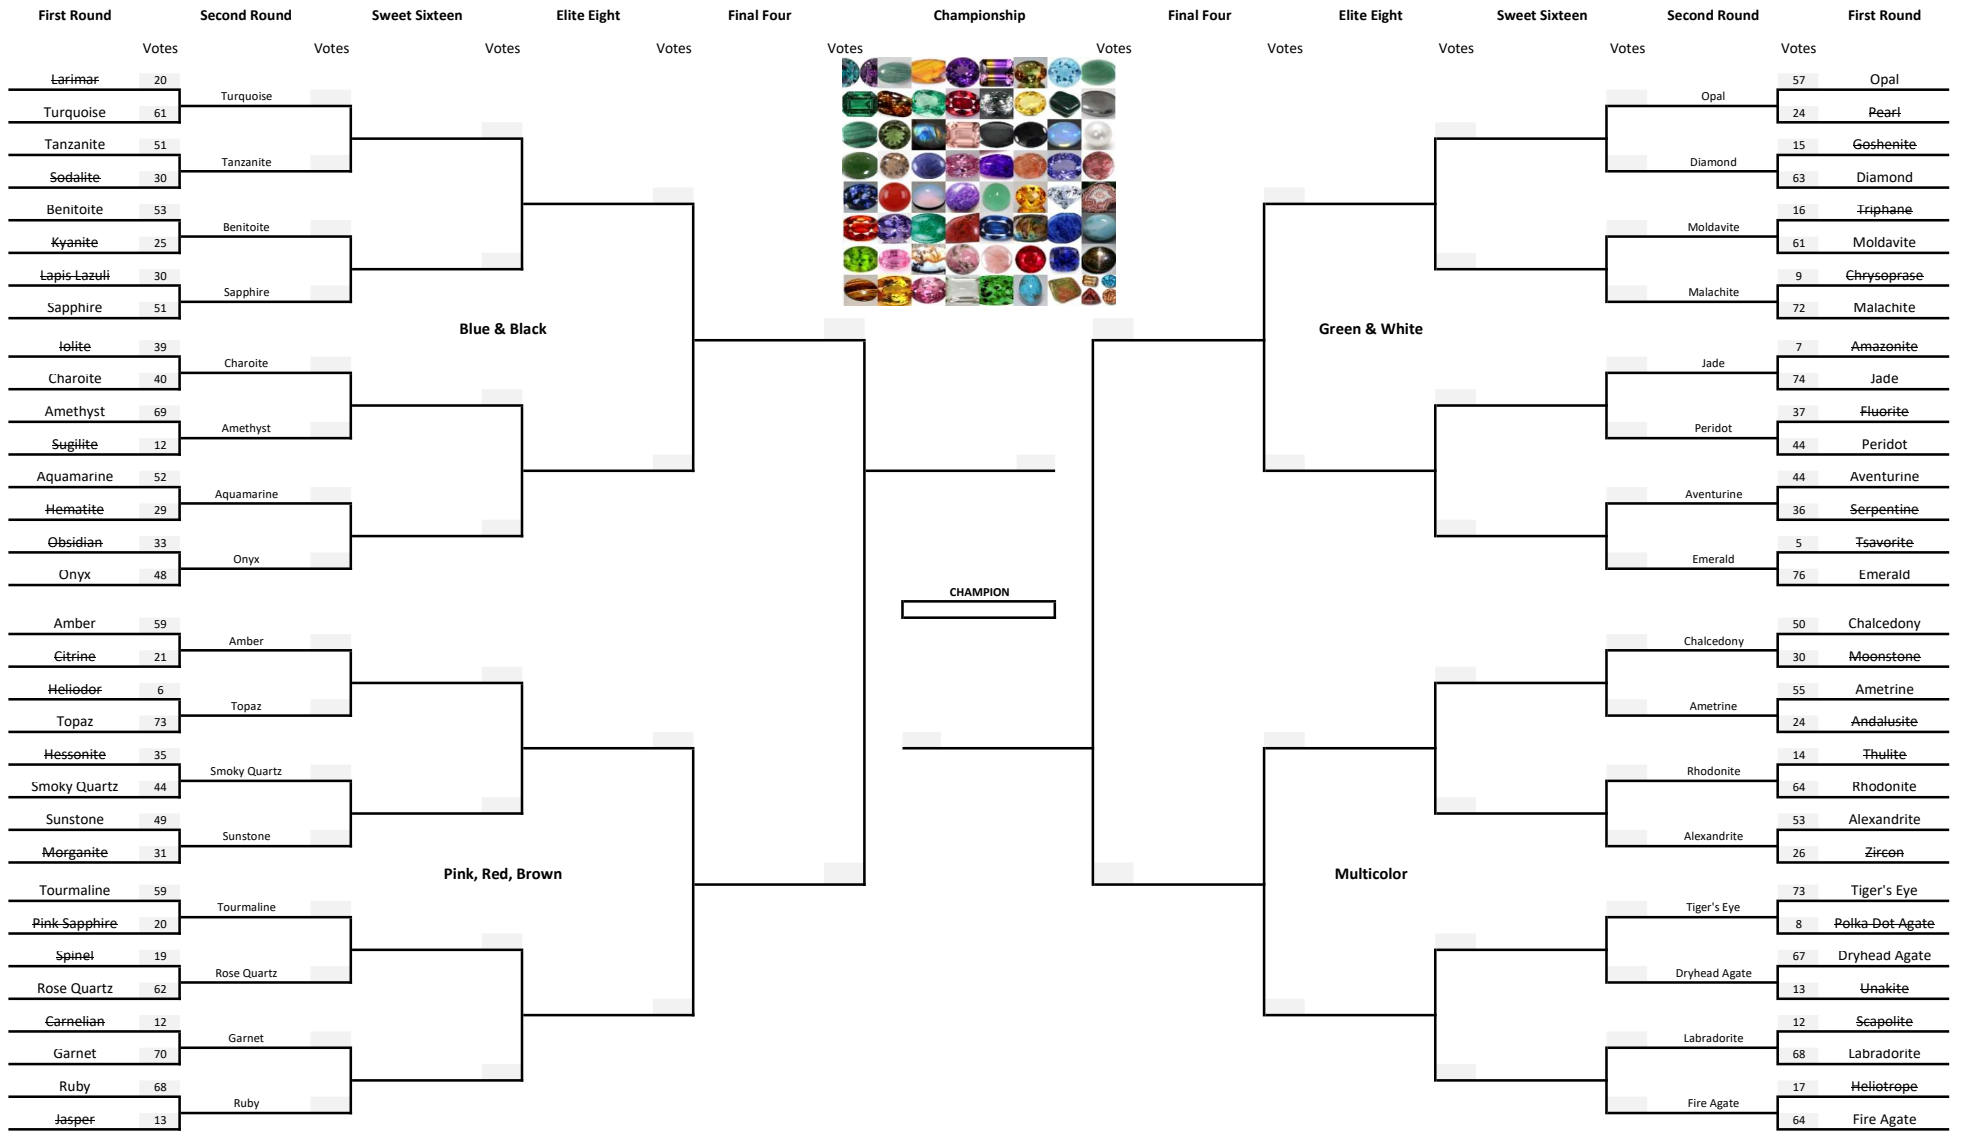 First Round Second Round Sweet Sixteen Elite Eight Final Four Championship Final Four Elite Eight Sweet Sixteen Second Round First Round
Votes Votes Votes Votes Votes Votes Votes Votes Votes Votes
Larimar 20 57 Opal
Turquoise Opal
Turquoise 61 24 Pearl
Tanzanite 51 15 Goshenite
Tanzanite Diamond
Sodalite 30 63 Diamond
Benitoite 53 16 Triphane
Benitoite Moldavite
Kyanite 25 61 Moldavite
Lapis Lazuli 30 9 Chrysoprase
Sapphire Malachite
Sapphire 51 72 Malachite
Blue & Black Green & White
Iolite 39 7 Amazonite
Charoite Jade
Charoite 40 74 Jade
Amethyst 69 37 Fluorite
Amethyst Peridot
Sugilite 12 44 Peridot
Aquamarine 52 44 Aventurine
Aquamarine Aventurine
Hematite 29 36 Serpentine
Obsidian 33 5 Tsavorite
Onyx Emerald
Onyx 48 76 Emerald
CHAMPION
Amber 59 50 Chalcedony
Amber Chalcedony
Citrine 21 30 Moonstone
Heliodor 6 55 Ametrine
Topaz Ametrine
Topaz 73 24 Andalusite
Hessonite 35 14 Thulite
Smoky Quartz Rhodonite
Smoky Quartz 44 64 Rhodonite
Sunstone 49 53 Alexandrite
Sunstone Alexandrite
Morganite 31 26 Zircon
Pink, Red, Brown Multicolor
Tourmaline 59 73 Tiger's Eye
Tourmaline Tiger's Eye
Pink Sapphire 20 8 Polka Dot Agate
Spinel 19 67 Dryhead Agate
Rose Quartz Dryhead Agate
Rose Quartz 62 13 Unakite
Carnelian 12 12 Scapolite
Garnet Labradorite
Garnet 70 68 Labradorite
Ruby 68 17 Heliotrope
Ruby Fire Agate
Jasper 13 64 Fire Agate